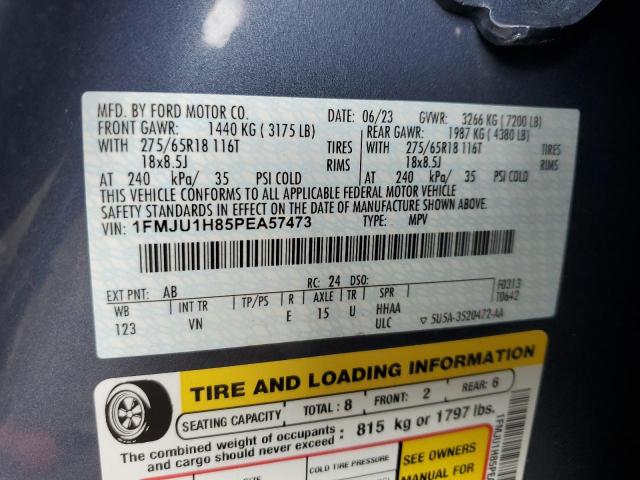 MFD. BY FORD MOTOR CO. DATE: 06/23 GVWR: 3266 KG (7200 LB)
FRONT GAWR: 1440 KG (3175 LB) REAR GAWR: 1987 KG (4380 LB)
WITH 275/65R18 116T TIRES WITH 275/65R18 116T TIRES
18x8.5J RIMS 18x8.5J RIMS
AT 240 kPa/ 35 PSI COLD AT 240 kPa/ 35 PSI COLD
THIS VEHICLE CONFORMS TO ALL APPLICABLE FEDERAL MOTOR VEHICLE
SAFETY STANDARDS IN EFFECT ON THE DATE OF MANUFACTURE SHOWN ABOVE.
VIN: 1FMJU1H85PEA57473 TYPE: MPV
EXT PNT: AB RC: 24 DSO: F0313
T0642
WB INT TR TP/PS R AXLE TR SPR
123 VN E 15 U HHAA
ULC ▽ 5U5A-3520472-AA
TIRE AND LOADING INFORMATION
SEATING CAPACITY TOTAL: 8 FRONT: 2 REAR: 6
The combined weight of occupants and cargo should never exceed: 815 kg or 1797 lbs.
COLD TIRE PRESSURE
SEE OWNERS
MANUAL FOR